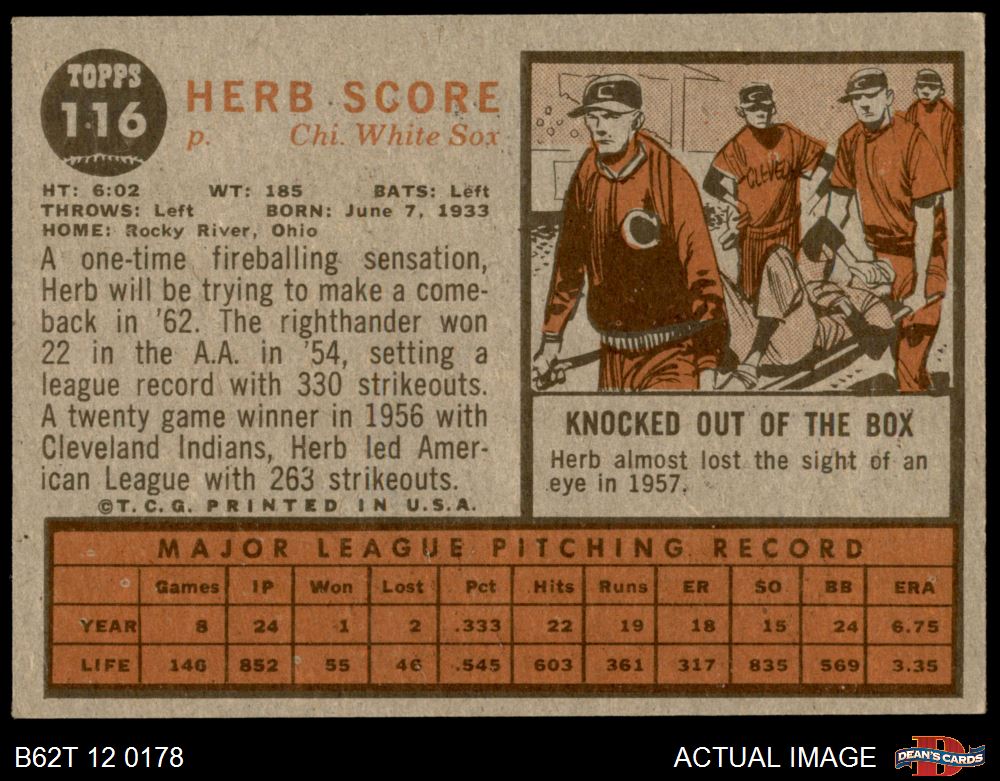 TOPPS
116
HERB SCORE
p. Chi. White Sox
HT: 6:02 WT: 185 BATS: Left
THROWS: Left BORN: June 7, 1933
HOME: Rocky River, Ohio
A one-time fireballing sensation,
Herb will be trying to make a come-
back in '62. The righthander won
22 in the A.A. in '54, setting a
league record with 330 strikeouts.
A twenty game winner in 1956 with
Cleveland Indians, Herb led Amer-
ican League with 263 strikeouts.
©T.C.G. PRINTED IN U.S.A.
C
C
CLEVELA
KNOCKED OUT OF THE BOX
Herb almost lost the sight of an
eye in 1957.
MAJOR LEAGUE PITCHING RECORD
Games IP Won Lost Pct Hits Runs ER SO BB ERA
YEAR 8 24 1 2 .333 22 19 18 15 24 6.75
LIFE 146 852 55 46 .545 603 361 317 835 569 3.35
B62T 12 0178
ACTUAL IMAGE
D
DEAN'S CARDS